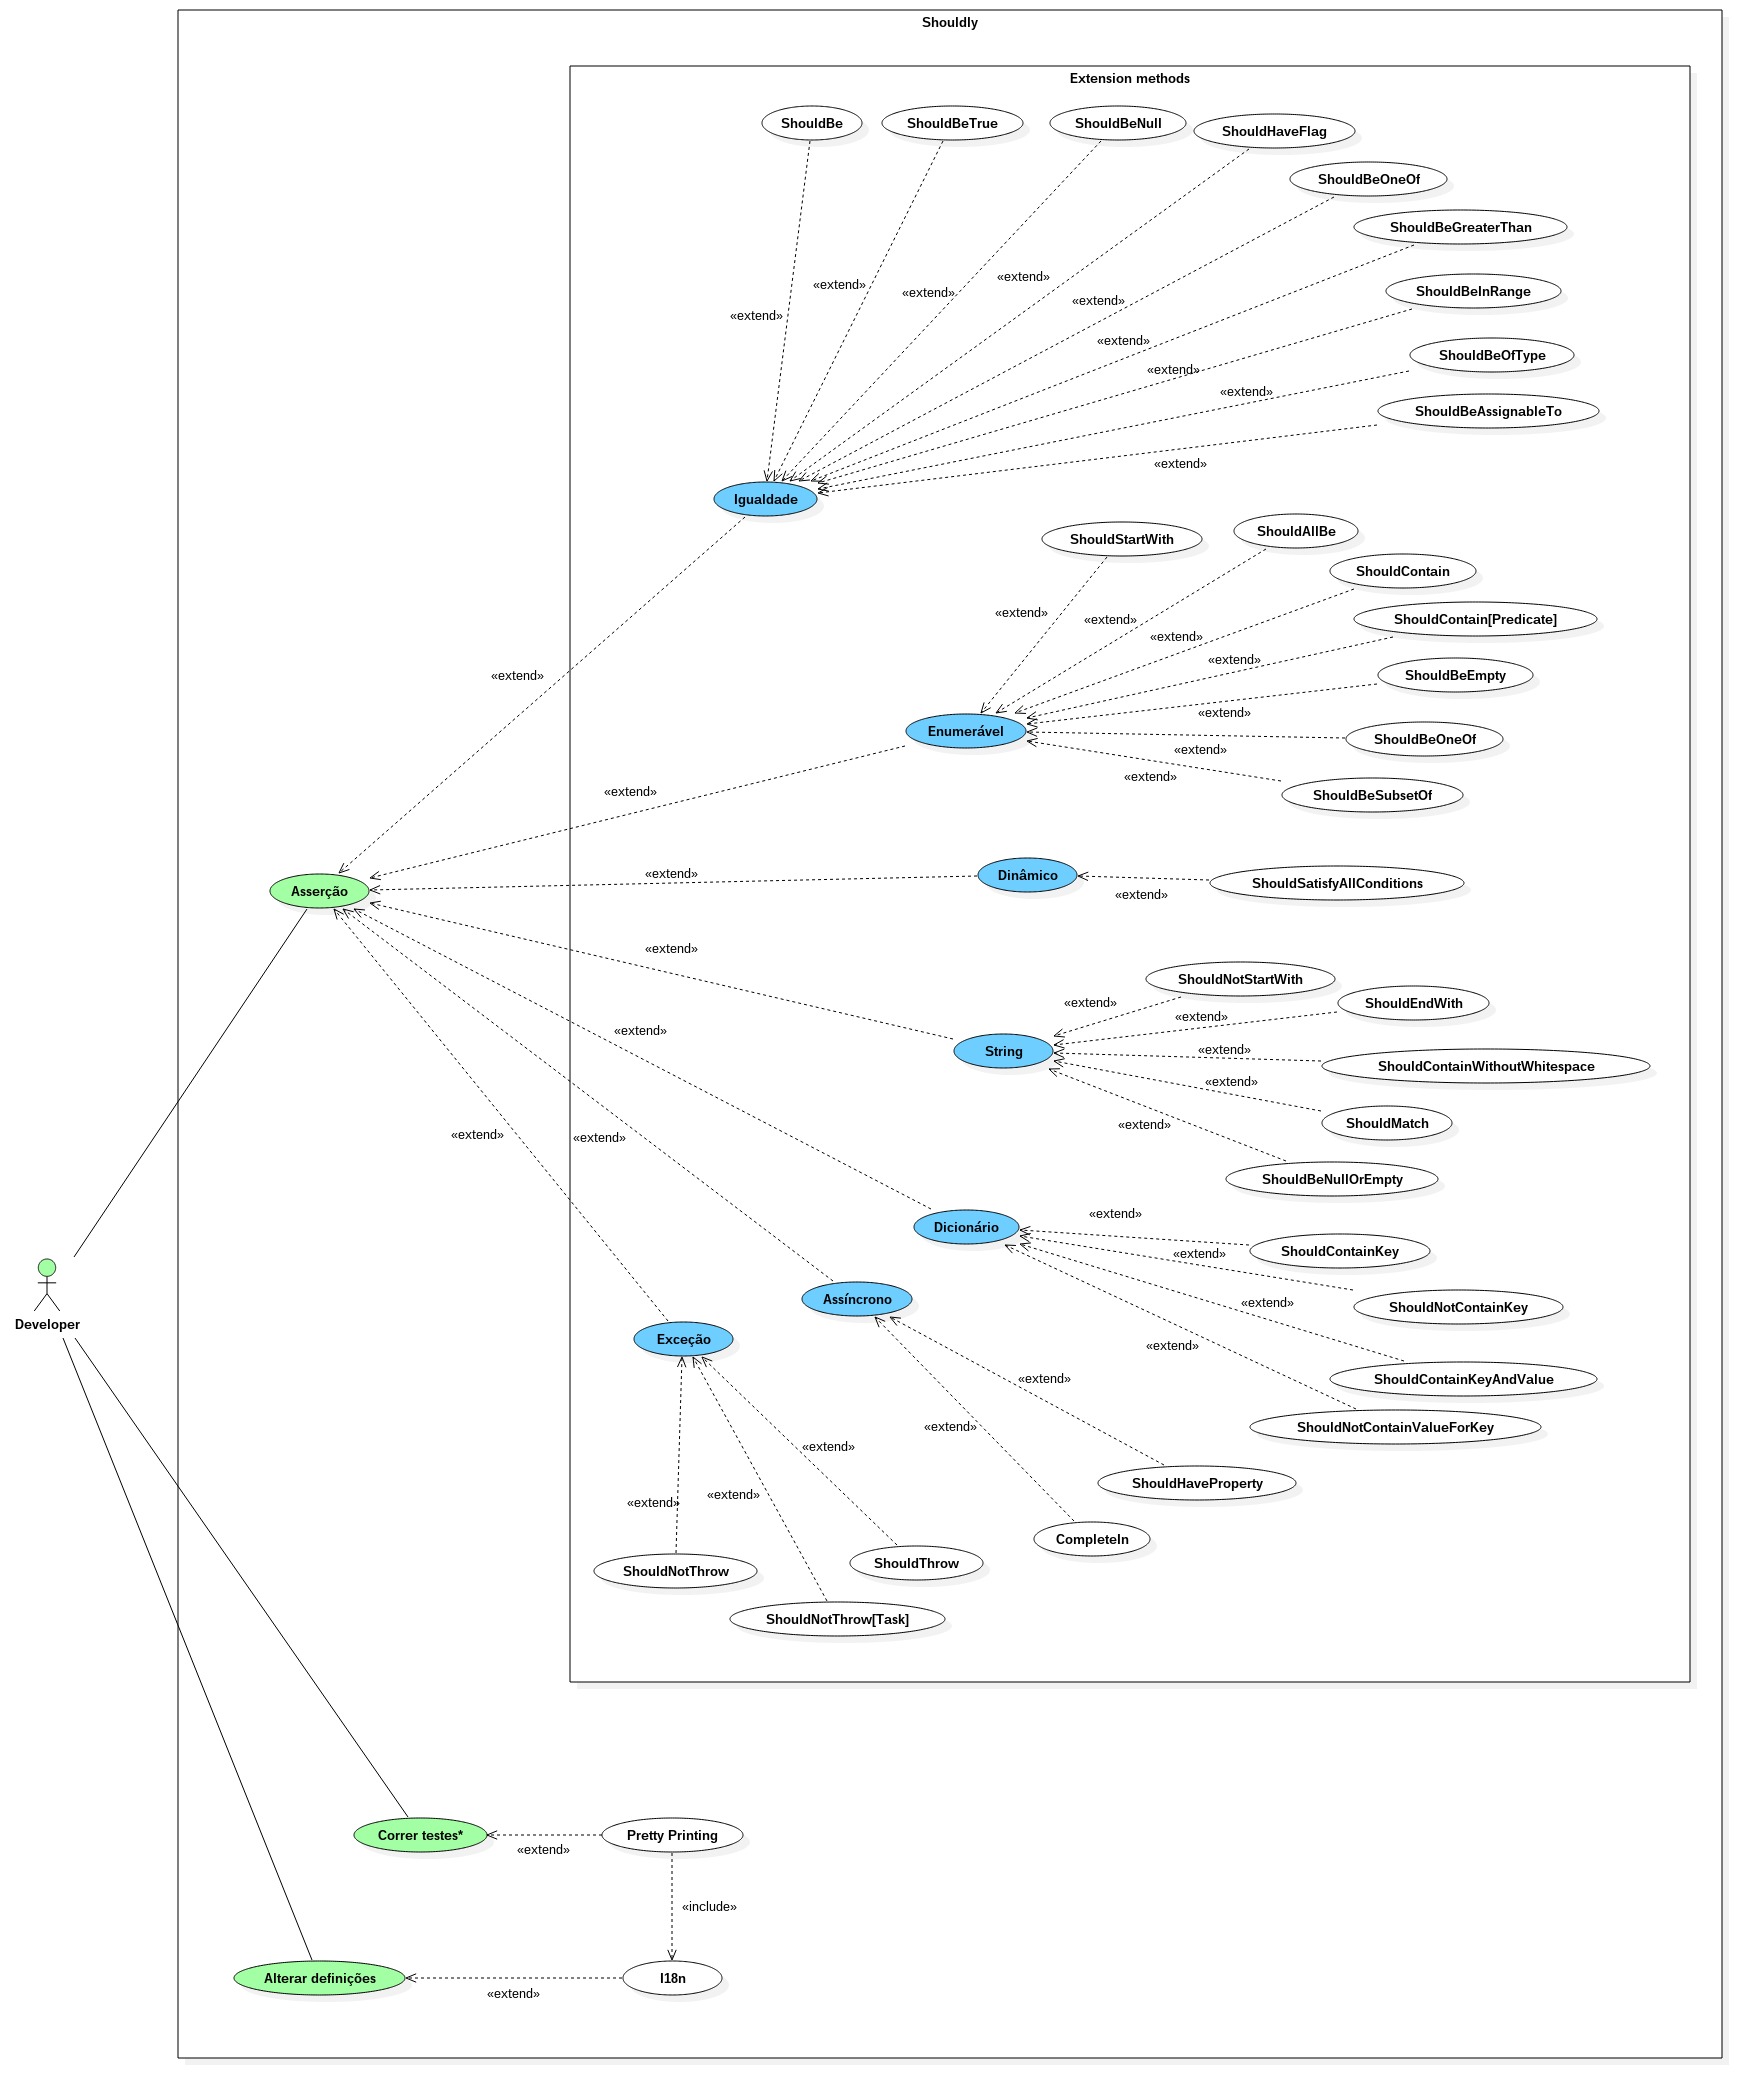 Shouldly
Extension methods
ShouldBe
ShouldBeTrue
ShouldBeNull
ShouldHaveFlag
ShouldBeOneOf
ShouldBeGreaterThan
ShouldBeInRange
ShouldBeOfType
ShouldBeAssignableTo
«extend»
«extend»
«extend»
«extend»
«extend»
«extend»
«extend»
«extend»
«extend»
Igualdade
«extend»
ShouldStartWith
ShouldAllBe
ShouldContain
ShouldContain[Predicate]
ShouldBeEmpty
ShouldBeOneOf
ShouldBeSubsetOf
«extend»
«extend»
«extend»
«extend»
«extend»
«extend»
«extend»
Enumerável
«extend»
Asserção
«extend»
Dinâmico
«extend»
ShouldSatisfyAllConditions
«extend»
String
ShouldNotStartWith
ShouldEndWith
ShouldContainWithoutWhitespace
ShouldMatch
ShouldBeNullOrEmpty
«extend»
«extend»
«extend»
«extend»
«extend»
«extend»
Dicionário
«extend»
«extend»
«extend»
«extend»
ShouldContainKey
ShouldNotContainKey
ShouldContainKeyAndValue
ShouldNotContainValueForKey
«extend»
Assíncrono
«extend»
«extend»
ShouldHaveProperty
CompleteIn
«extend»
Exceção
«extend»
«extend»
«extend»
ShouldNotThrow
ShouldThrow
ShouldNotThrow[Task]
Developer
Correr testes*
«extend»
Pretty Printing
«include»
Alterar definições
«extend»
I18n